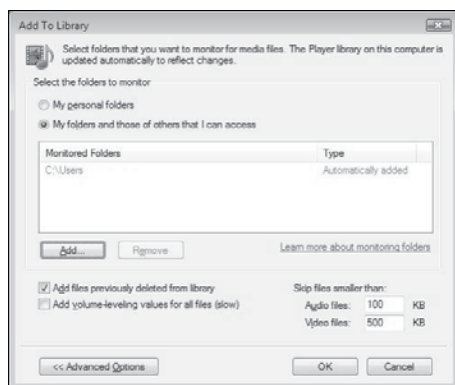 Add To Library
Select folders that you want to monitor for media files. The Player library on this computer is
updated automatically to reflect changes.
Select the folders to monitor
My personal folders
My folders and those of others that I can access
Monitored Folders Type
C:\Users Automatically added
Add... Remove Learn more about monitoring folders
Add files previously deleted from library
Add volume-leveling values for all files (slow)
Skip files smaller than:
Audio files: 100 KB
Video files: 500 KB
<< Advanced Options OK Cancel